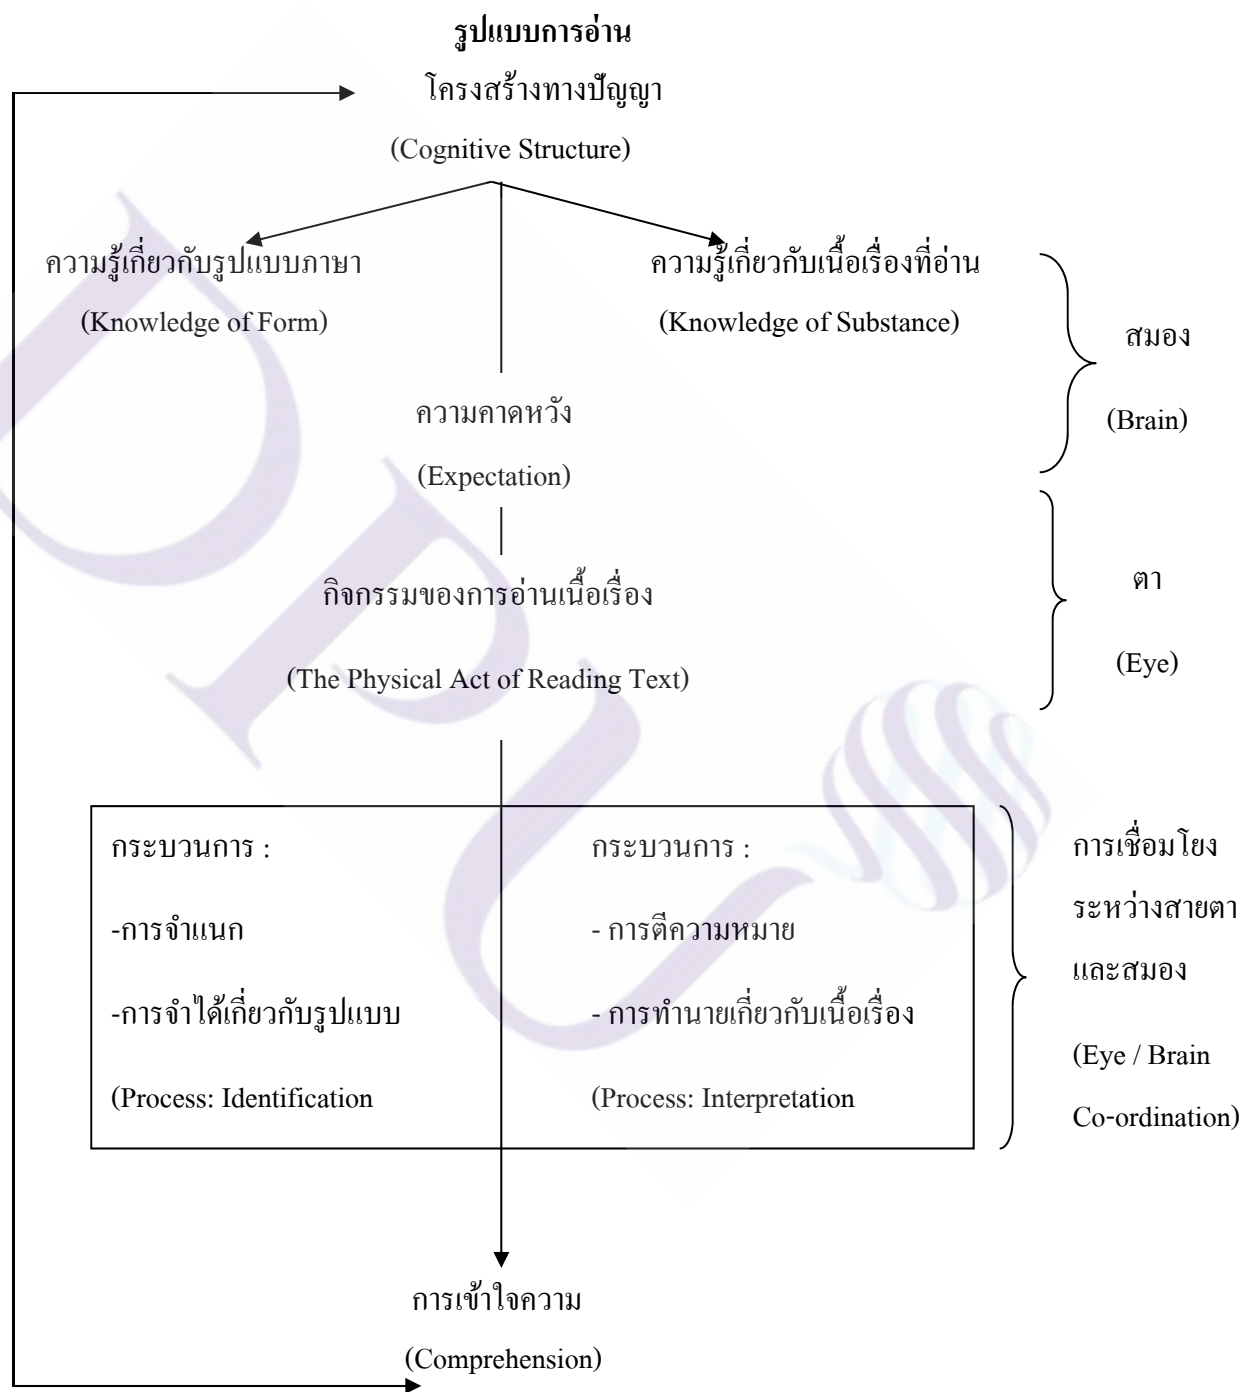 รูปแบบการอ่าน
โครงสร้างทางปัญญา
(Cognitive Structure)
ความรู้เกี่ยวกับรูปแบบภาษา
(Knowledge of Form)
ความรู้เกี่ยวกับเนื้อเรื่องที่อ่าน
(Knowledge of Substance)
สมอง
(Brain)
ความคาดหวัง
(Expectation)
กิจกรรมของการอ่านเนื้อเรื่อง
(The Physical Act of Reading Text)
ตา
(Eye)
กระบวนการ :
-การจำแนก
-การจำได้เกี่ยวกับรูปแบบ
(Process: Identification
กระบวนการ :
- การตีความหมาย
- การทำนายเกี่ยวกับเนื้อเรื่อง
(Process: Interpretation
การเชื่อมโยง
ระหว่างสายตา
และสมอง
(Eye / Brain
Co-ordination)
การเข้าใจความ
(Comprehension)
DPU